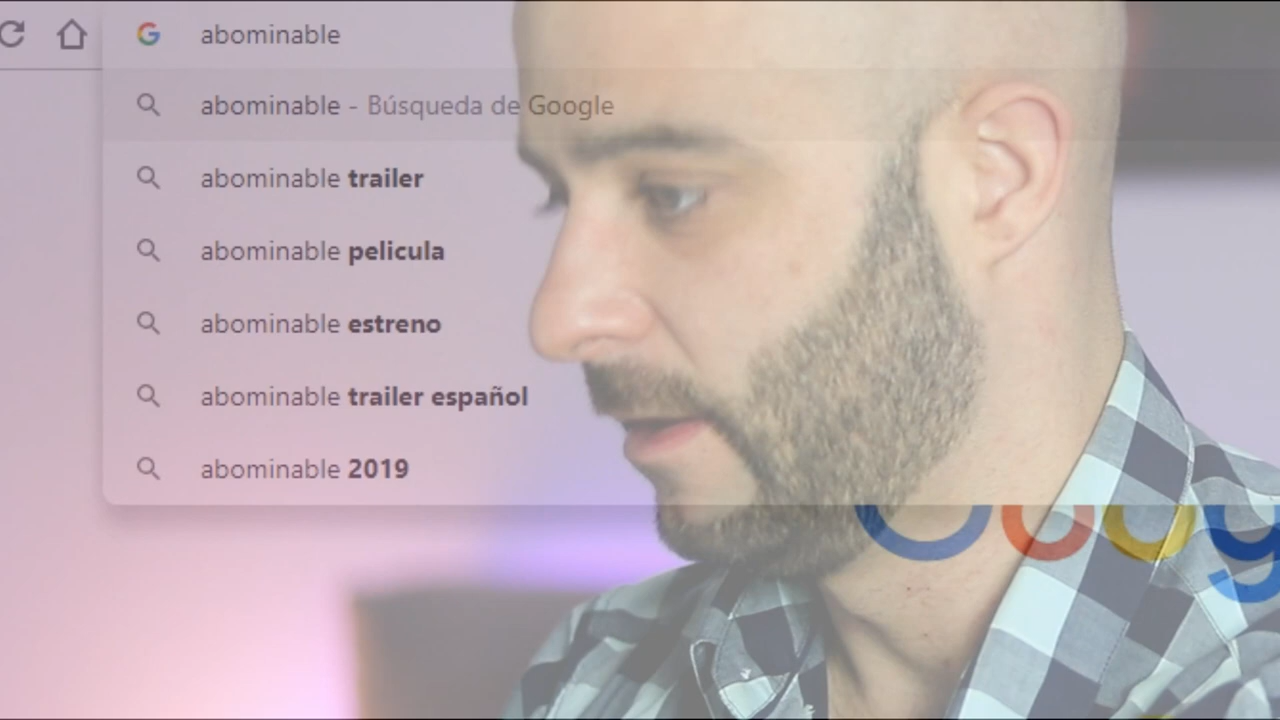 abominable
abominable - Búsqueda de Google
abominable trailer
abominable pelicula
abominable estreno
abominable trailer español
abominable 2019